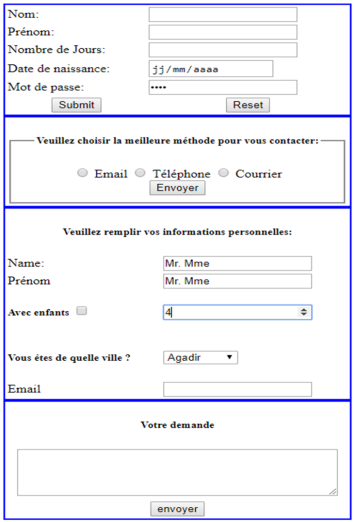 Nom:
Prénom:
Nombre de Jours:
Date de naissance: jj/mm/aaaa
Mot de passe: ••••
Submit Reset
Veuillez choisir la meilleure méthode pour vous contacter:
Email Téléphone Courrier
Envoyer
Veuillez remplir vos informations personnelles:
Name: Mr. Mme
Prénom Mr. Mme
Avec enfants 4
Vous étes de quelle ville ? Agadir
Email
Votre demande
envoyer